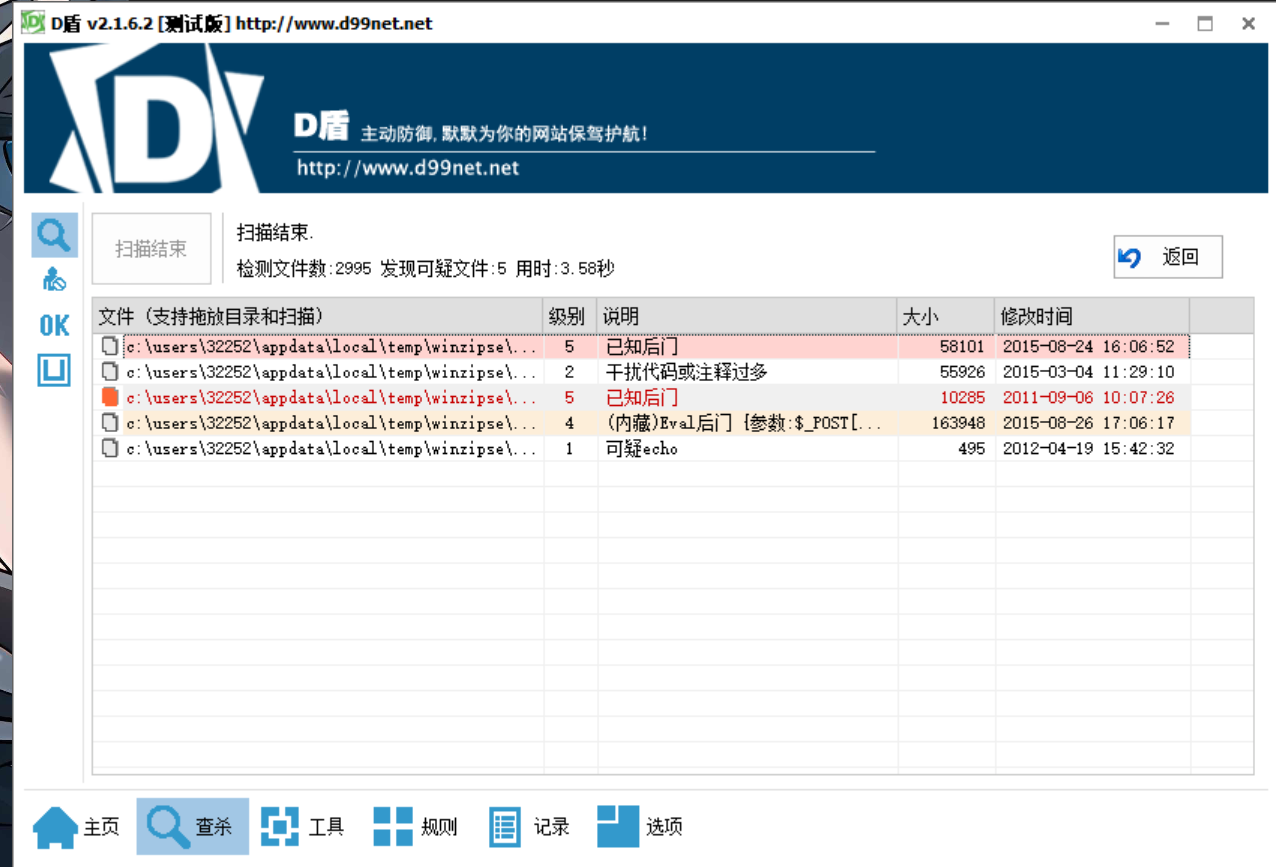 D盾 v2.1.6.2 [测试版] http://www.d99net.net
D盾 主动防御,默默为你的网站保驾护航!
http://www.d99net.net
扫描结束
扫描结束.
检测文件数:2995 发现可疑文件:5 用时:3.58秒
返回
OK
文件 (支持拖放目录和扫描) 级别 说明 大小 修改时间
c:\users\32252\appdata\local\temp\winzipse\... 5 已知后门 58101 2015-08-24 16:06:52
c:\users\32252\appdata\local\temp\winzipse\... 2 干扰代码或注释过多 55926 2015-03-04 11:29:10
c:\users\32252\appdata\local\temp\winzipse\... 5 已知后门 10285 2011-09-06 10:07:26
c:\users\32252\appdata\local\temp\winzipse\... 4 (内藏)Eval后门 {参数:$_POST[... 163948 2015-08-26 17:06:17
c:\users\32252\appdata\local\temp\winzipse\... 1 可疑echo 495 2012-04-19 15:42:32
主页 查杀 工具 规则 记录 选项